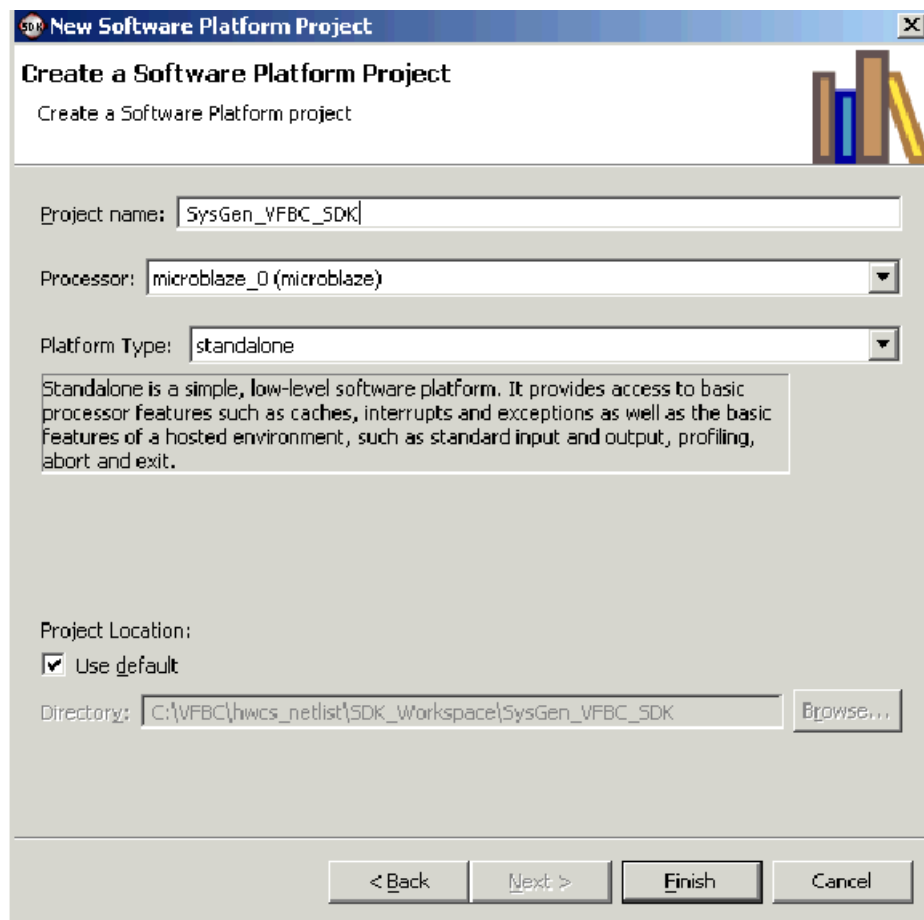 SDK New Software Platform Project
Create a Software Platform Project
Create a Software Platform project
Project name: SysGen_VFBC_SDK
Processor: microblaze_0 (microblaze)
Platform Type: standalone
Standalone is a simple, low-level software platform. It provides access to basic
processor features such as caches, interrupts and exceptions as well as the basic
features of a hosted environment, such as standard input and output, profiling,
abort and exit.
Project Location:
Use default
Directory: C:\VFBC\hwcs_netlist\SDK_Workspace\SysGen_VFBC_SDK Browse...
< Back Next > Finish Cancel